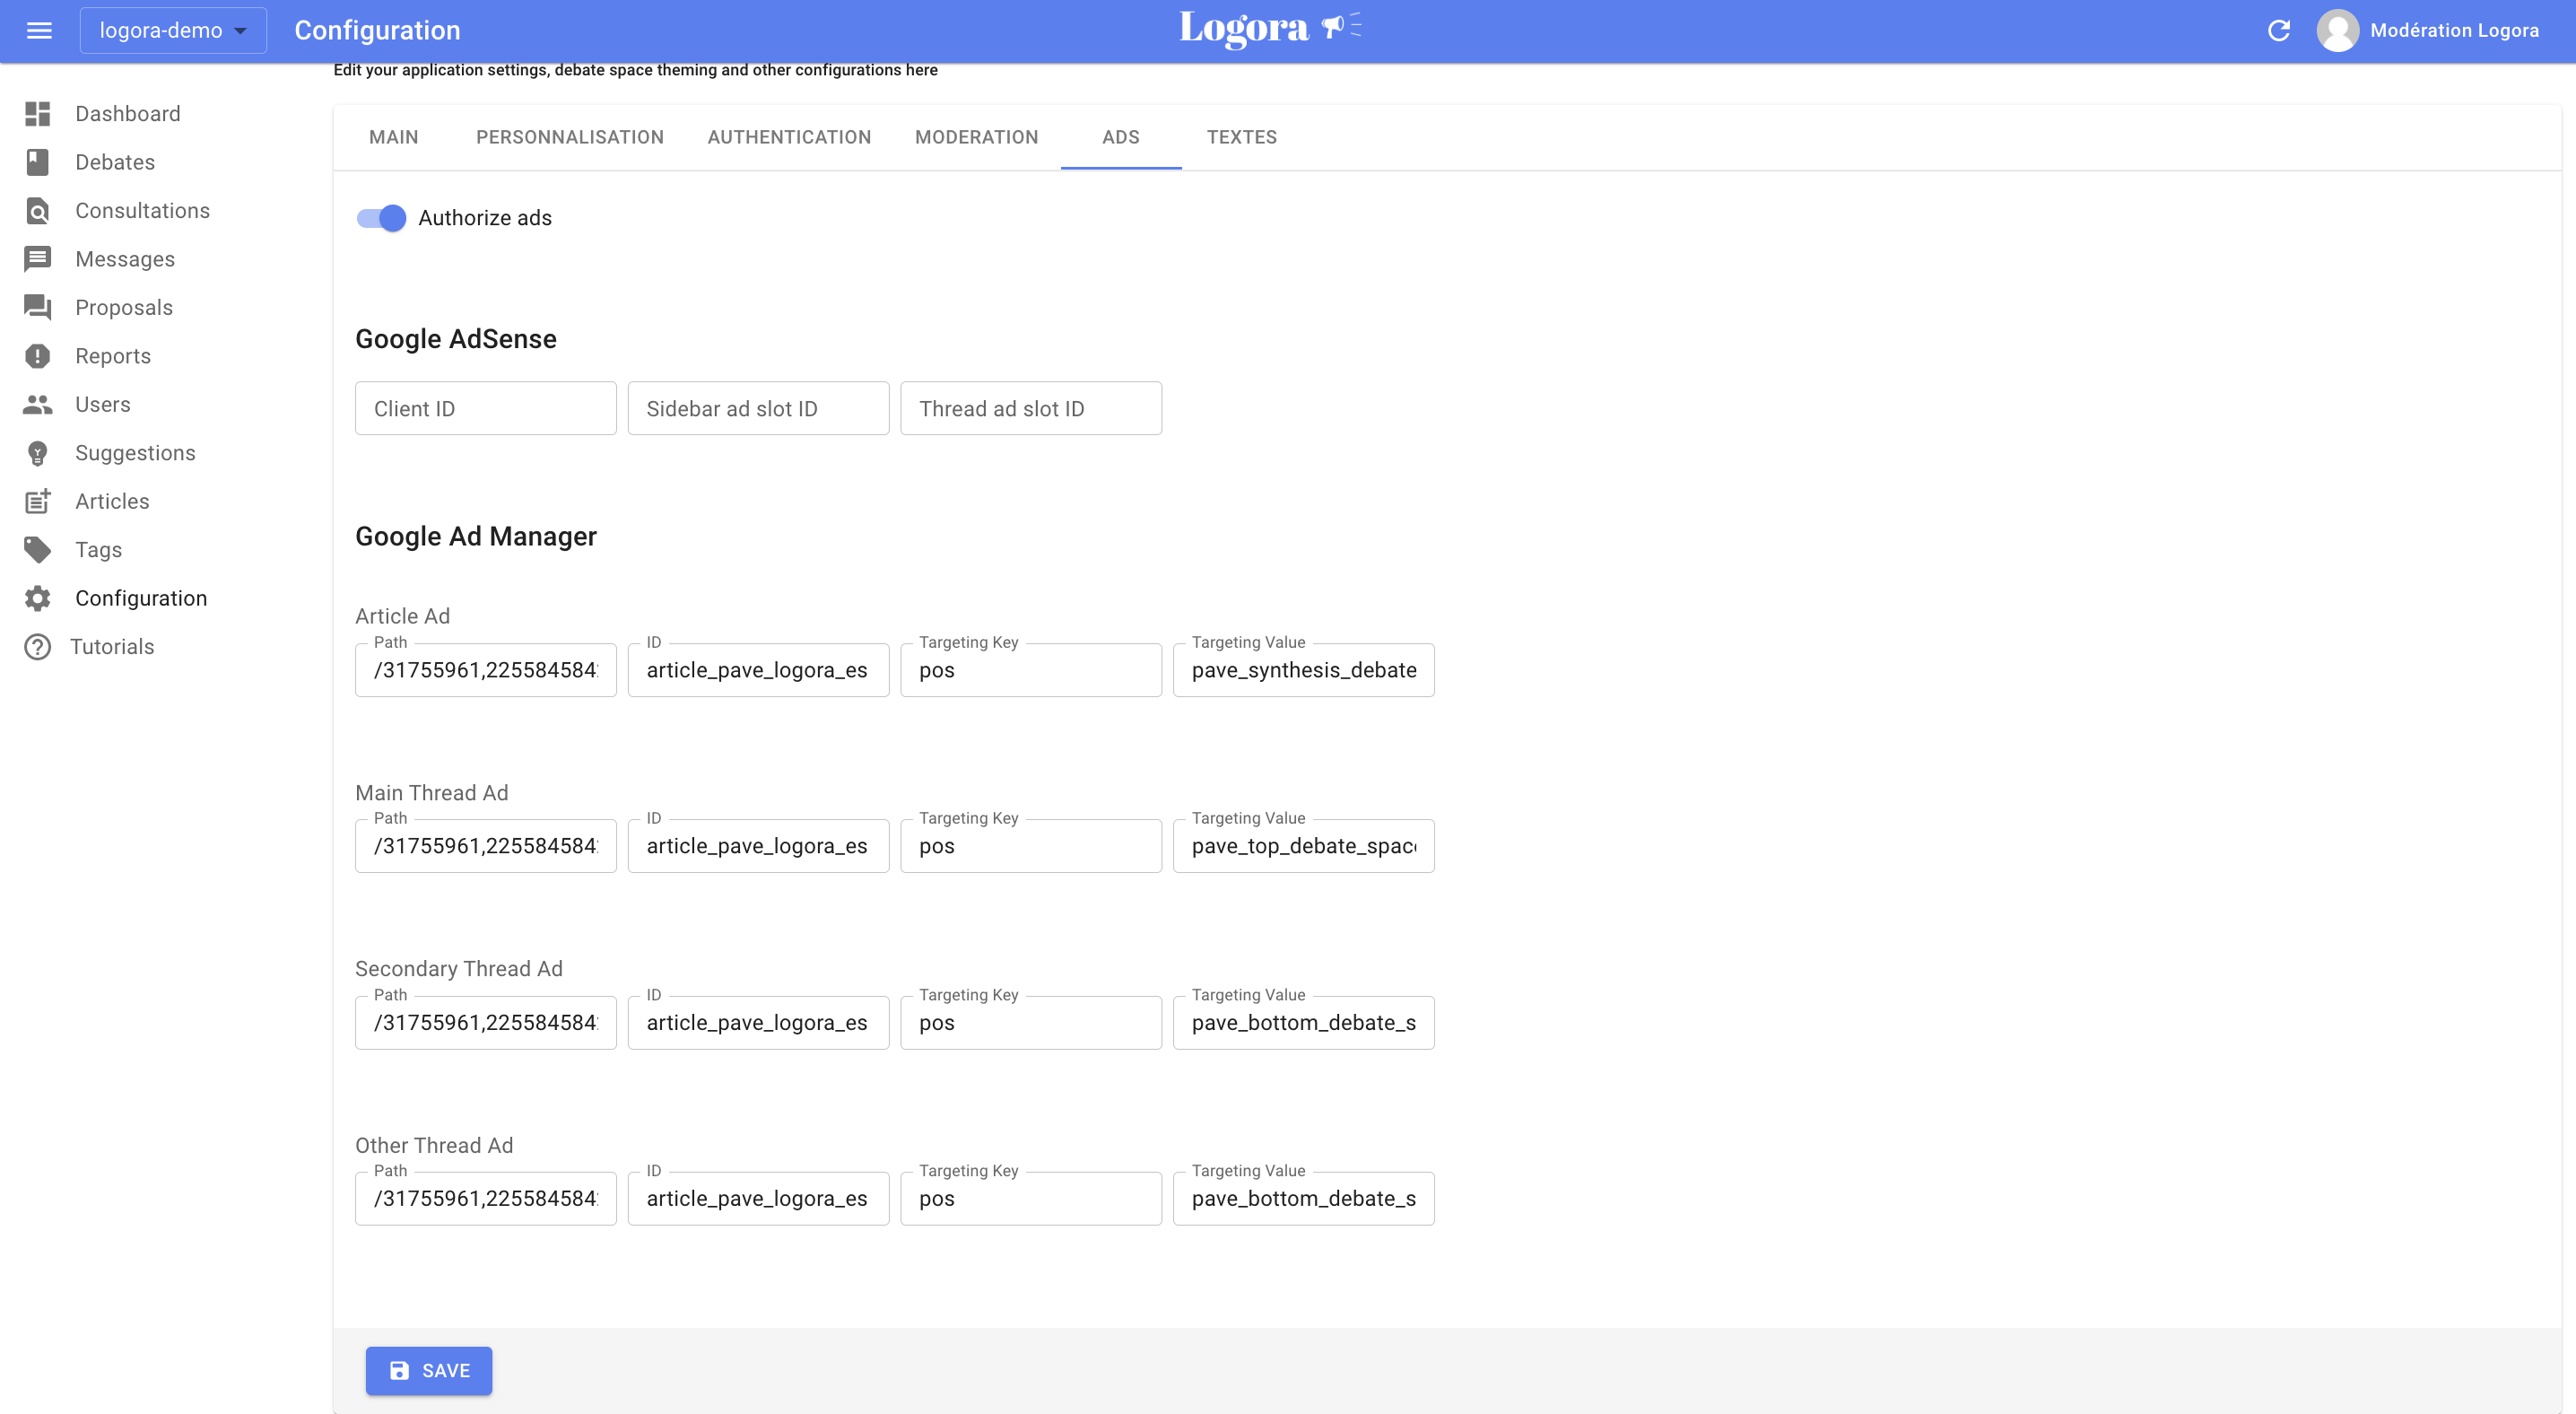 logora-demo
Configuration
Logora
Modération Logora
Edit your application settings, debate space theming and other configurations here
Dashboard
Debates
Consultations
Messages
Proposals
Reports
Users
Suggestions
Articles
Tags
Configuration
Tutorials
MAIN PERSONNALISATION AUTHENTICATION MODERATION ADS TEXTES
Authorize ads
Google AdSense
Client ID Sidebar ad slot ID Thread ad slot ID
Google Ad Manager
Article Ad
Path ID Targeting Key Targeting Value
/31755961,225584584 article_pave_logora_es pos pave_synthesis_debate
Main Thread Ad
Path ID Targeting Key Targeting Value
/31755961,225584584 article_pave_logora_es pos pave_top_debate_spac
Secondary Thread Ad
Path ID Targeting Key Targeting Value
/31755961,225584584 article_pave_logora_es pos pave_bottom_debate_s
Other Thread Ad
Path ID Targeting Key Targeting Value
/31755961,225584584 article_pave_logora_es pos pave_bottom_debate_s
SAVE